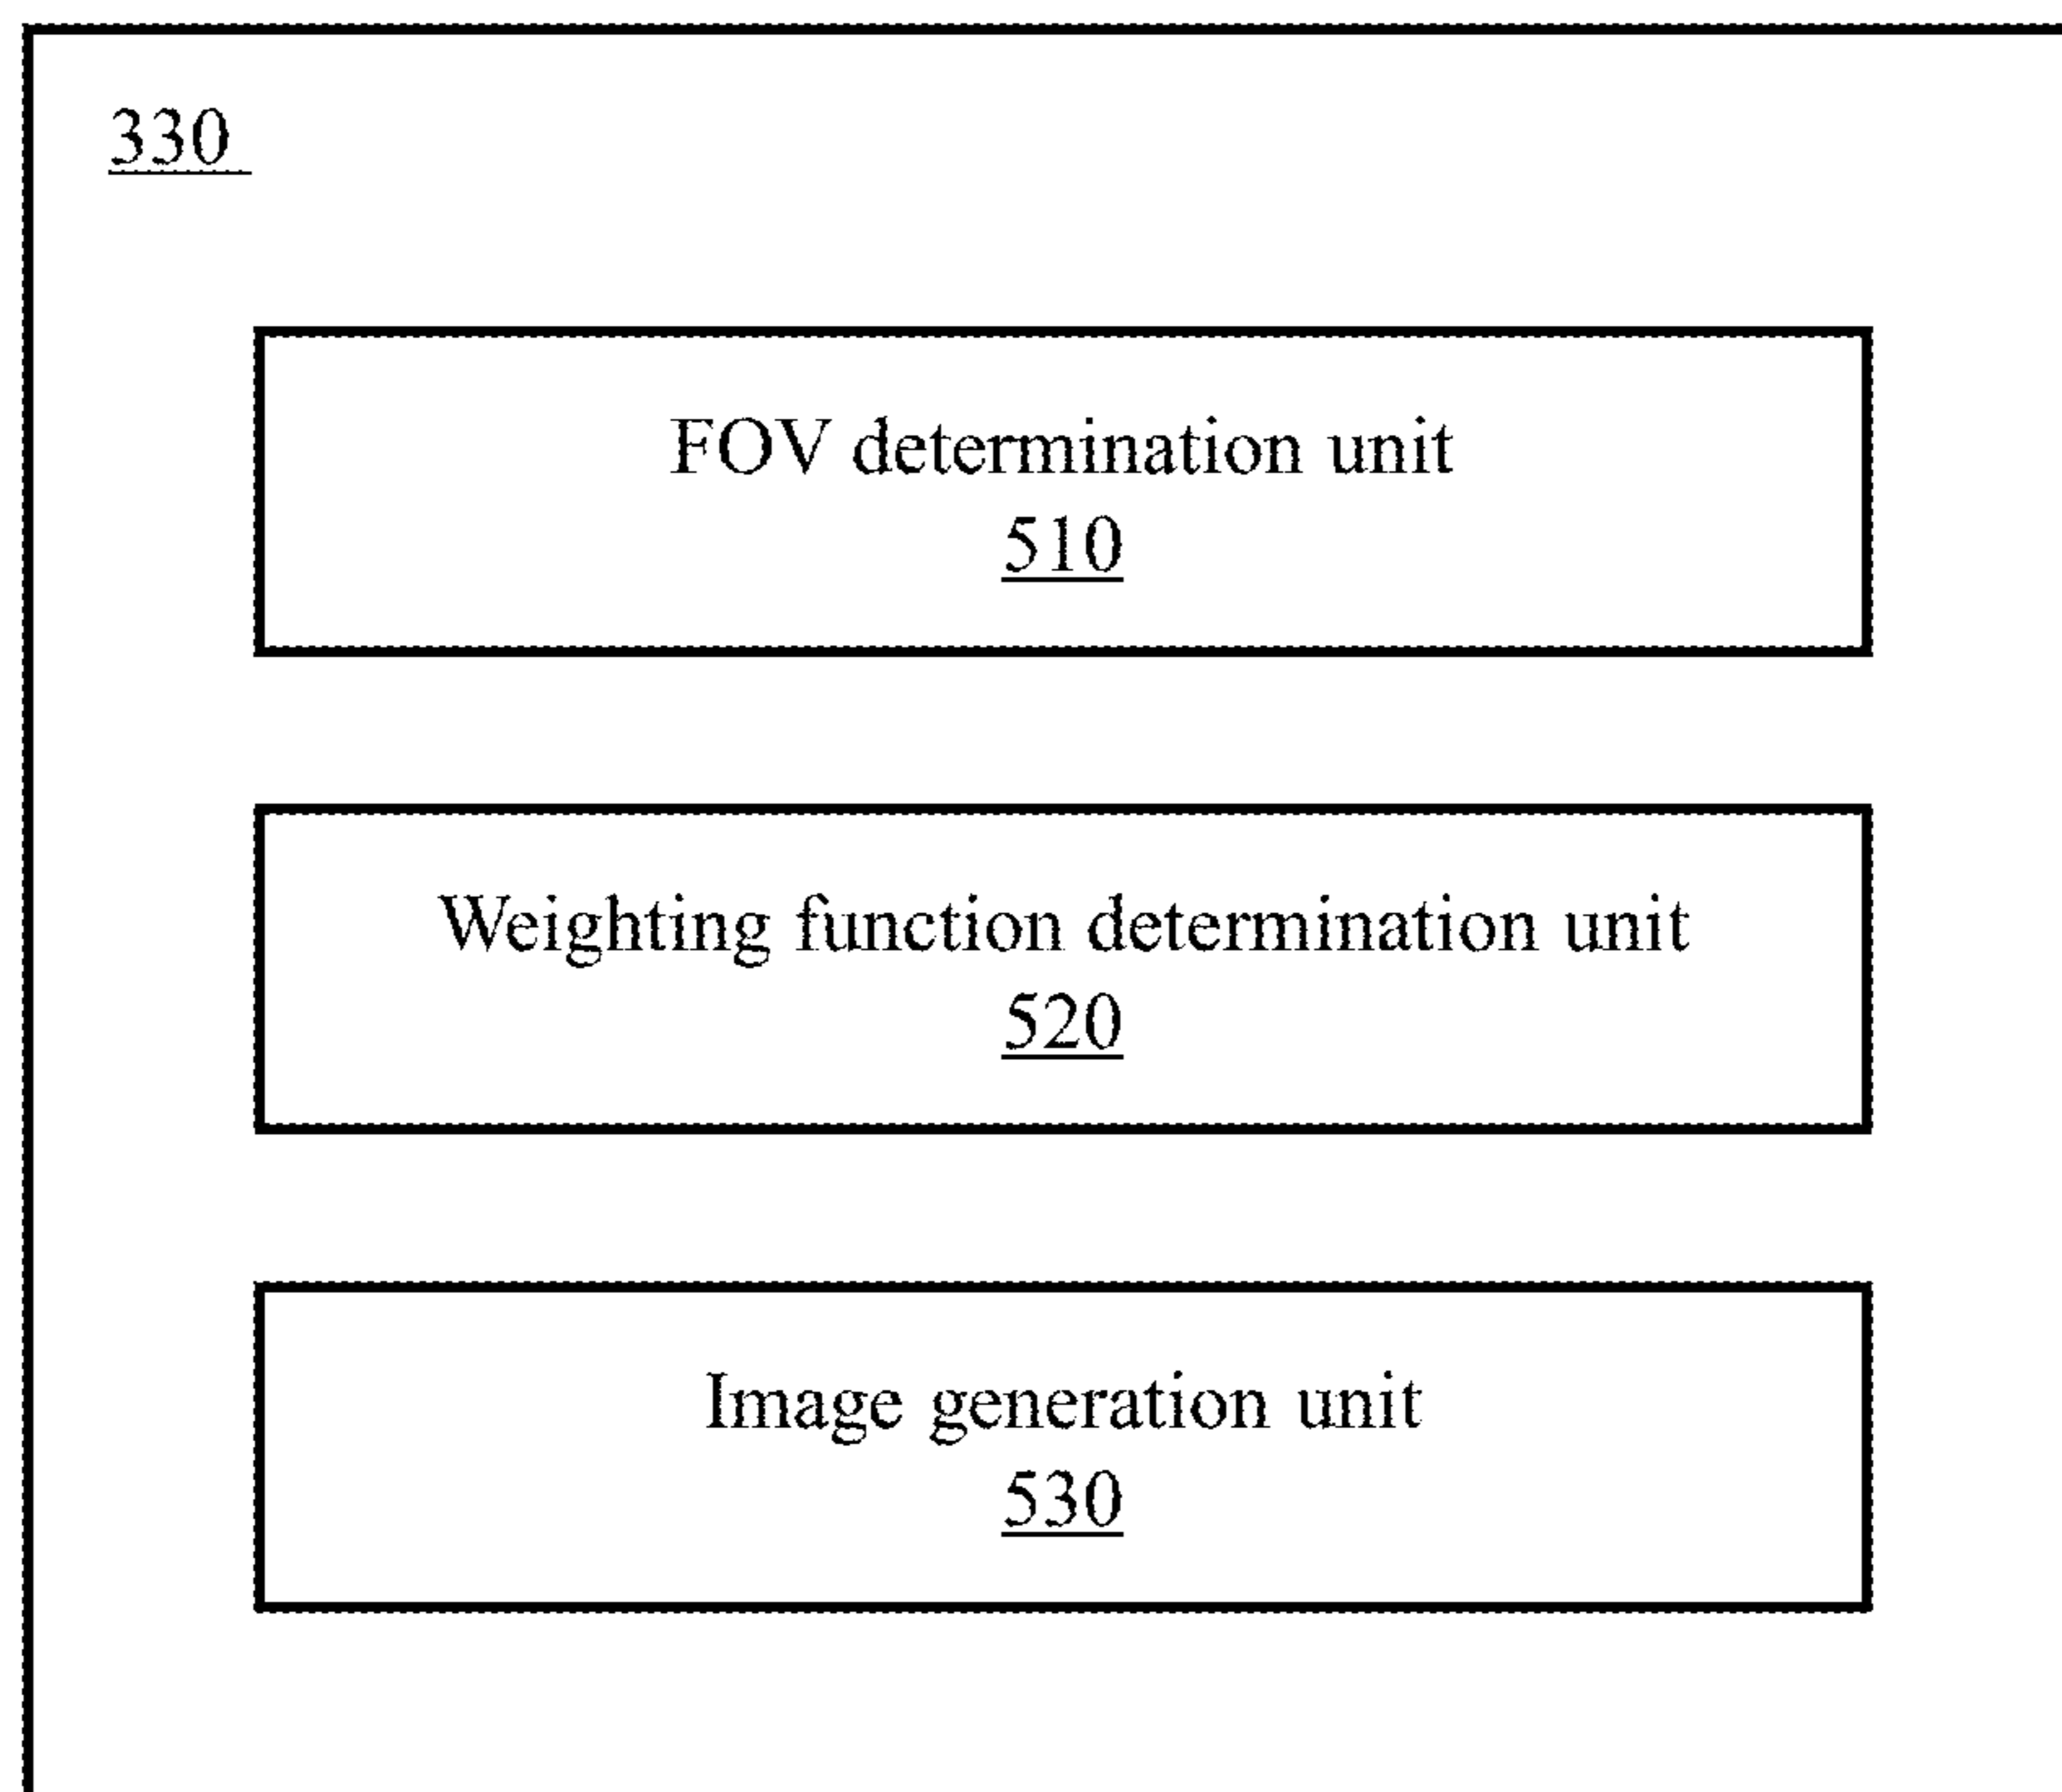 330
FOV determination unit
510
Weighting function determination unit
520
Image generation unit
530